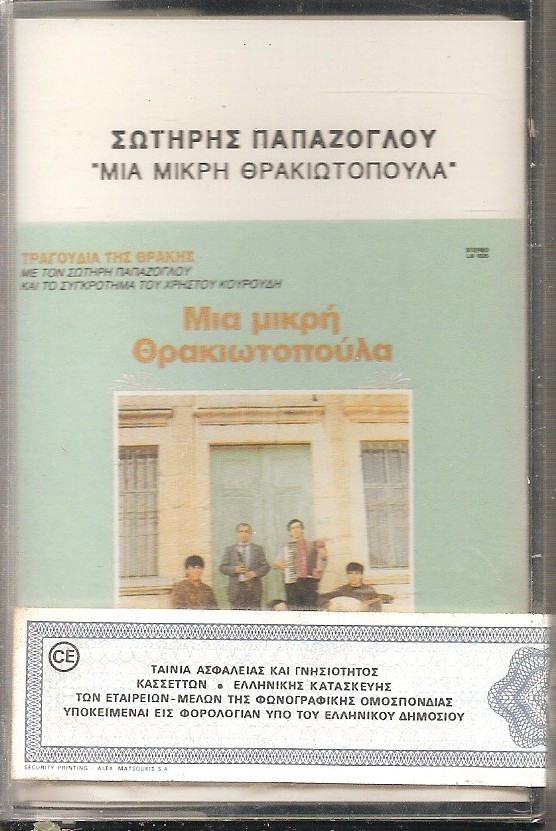 ΣΩΤΗΡΗΣ ΠΑΠΑΖΟΓΛΟΥ
"ΜΙΑ ΜΙΚΡΗ ΘΡΑΚΙΩΤΟΠΟΥΛΑ"
ΤΡΑΓΟΥΔΙΑ ΤΗΣ ΘΡΑΚΗΣ
ΜΕ ΤΟΝ ΣΩΤΗΡΗ ΠΑΠΑΖΟΓΛΟΥ
ΚΑΙ ΤΟ ΣΥΓΚΡΟΤΗΜΑ ΤΟΥ ΧΡΗΣΤΟΥ ΚΟΥΡΟΥΔΗ
STEREO
Μια μικρή
Θρακιωτοπούλα
CE
ΤΑΙΝΙΑ ΑΣΦΑΛΕΙΑΣ ΚΑΙ ΓΝΗΣΙΟΤΗΤΟΣ
ΚΑΣΣΕΤΤΩΝ • ΕΛΛΗΝΙΚΗΣ ΚΑΤΑΣΚΕΥΗΣ
ΤΩΝ ΕΤΑΙΡΕΙΩΝ-ΜΕΛΩΝ ΤΗΣ ΦΩΝΟΓΡΑΦΙΚΗΣ ΟΜΟΣΠΟΝΔΙΑΣ
ΥΠΟΚΕΙΜΕΝΑΙ ΕΙΣ ΦΟΡΟΛΟΓΙΑΝ ΥΠΟ ΤΟΥ ΕΛΛΗΝΙΚΟΥ ΔΗΜΟΣΙΟΥ
SECURITY PRINTING ALEX. MATSOUKIS S.A.